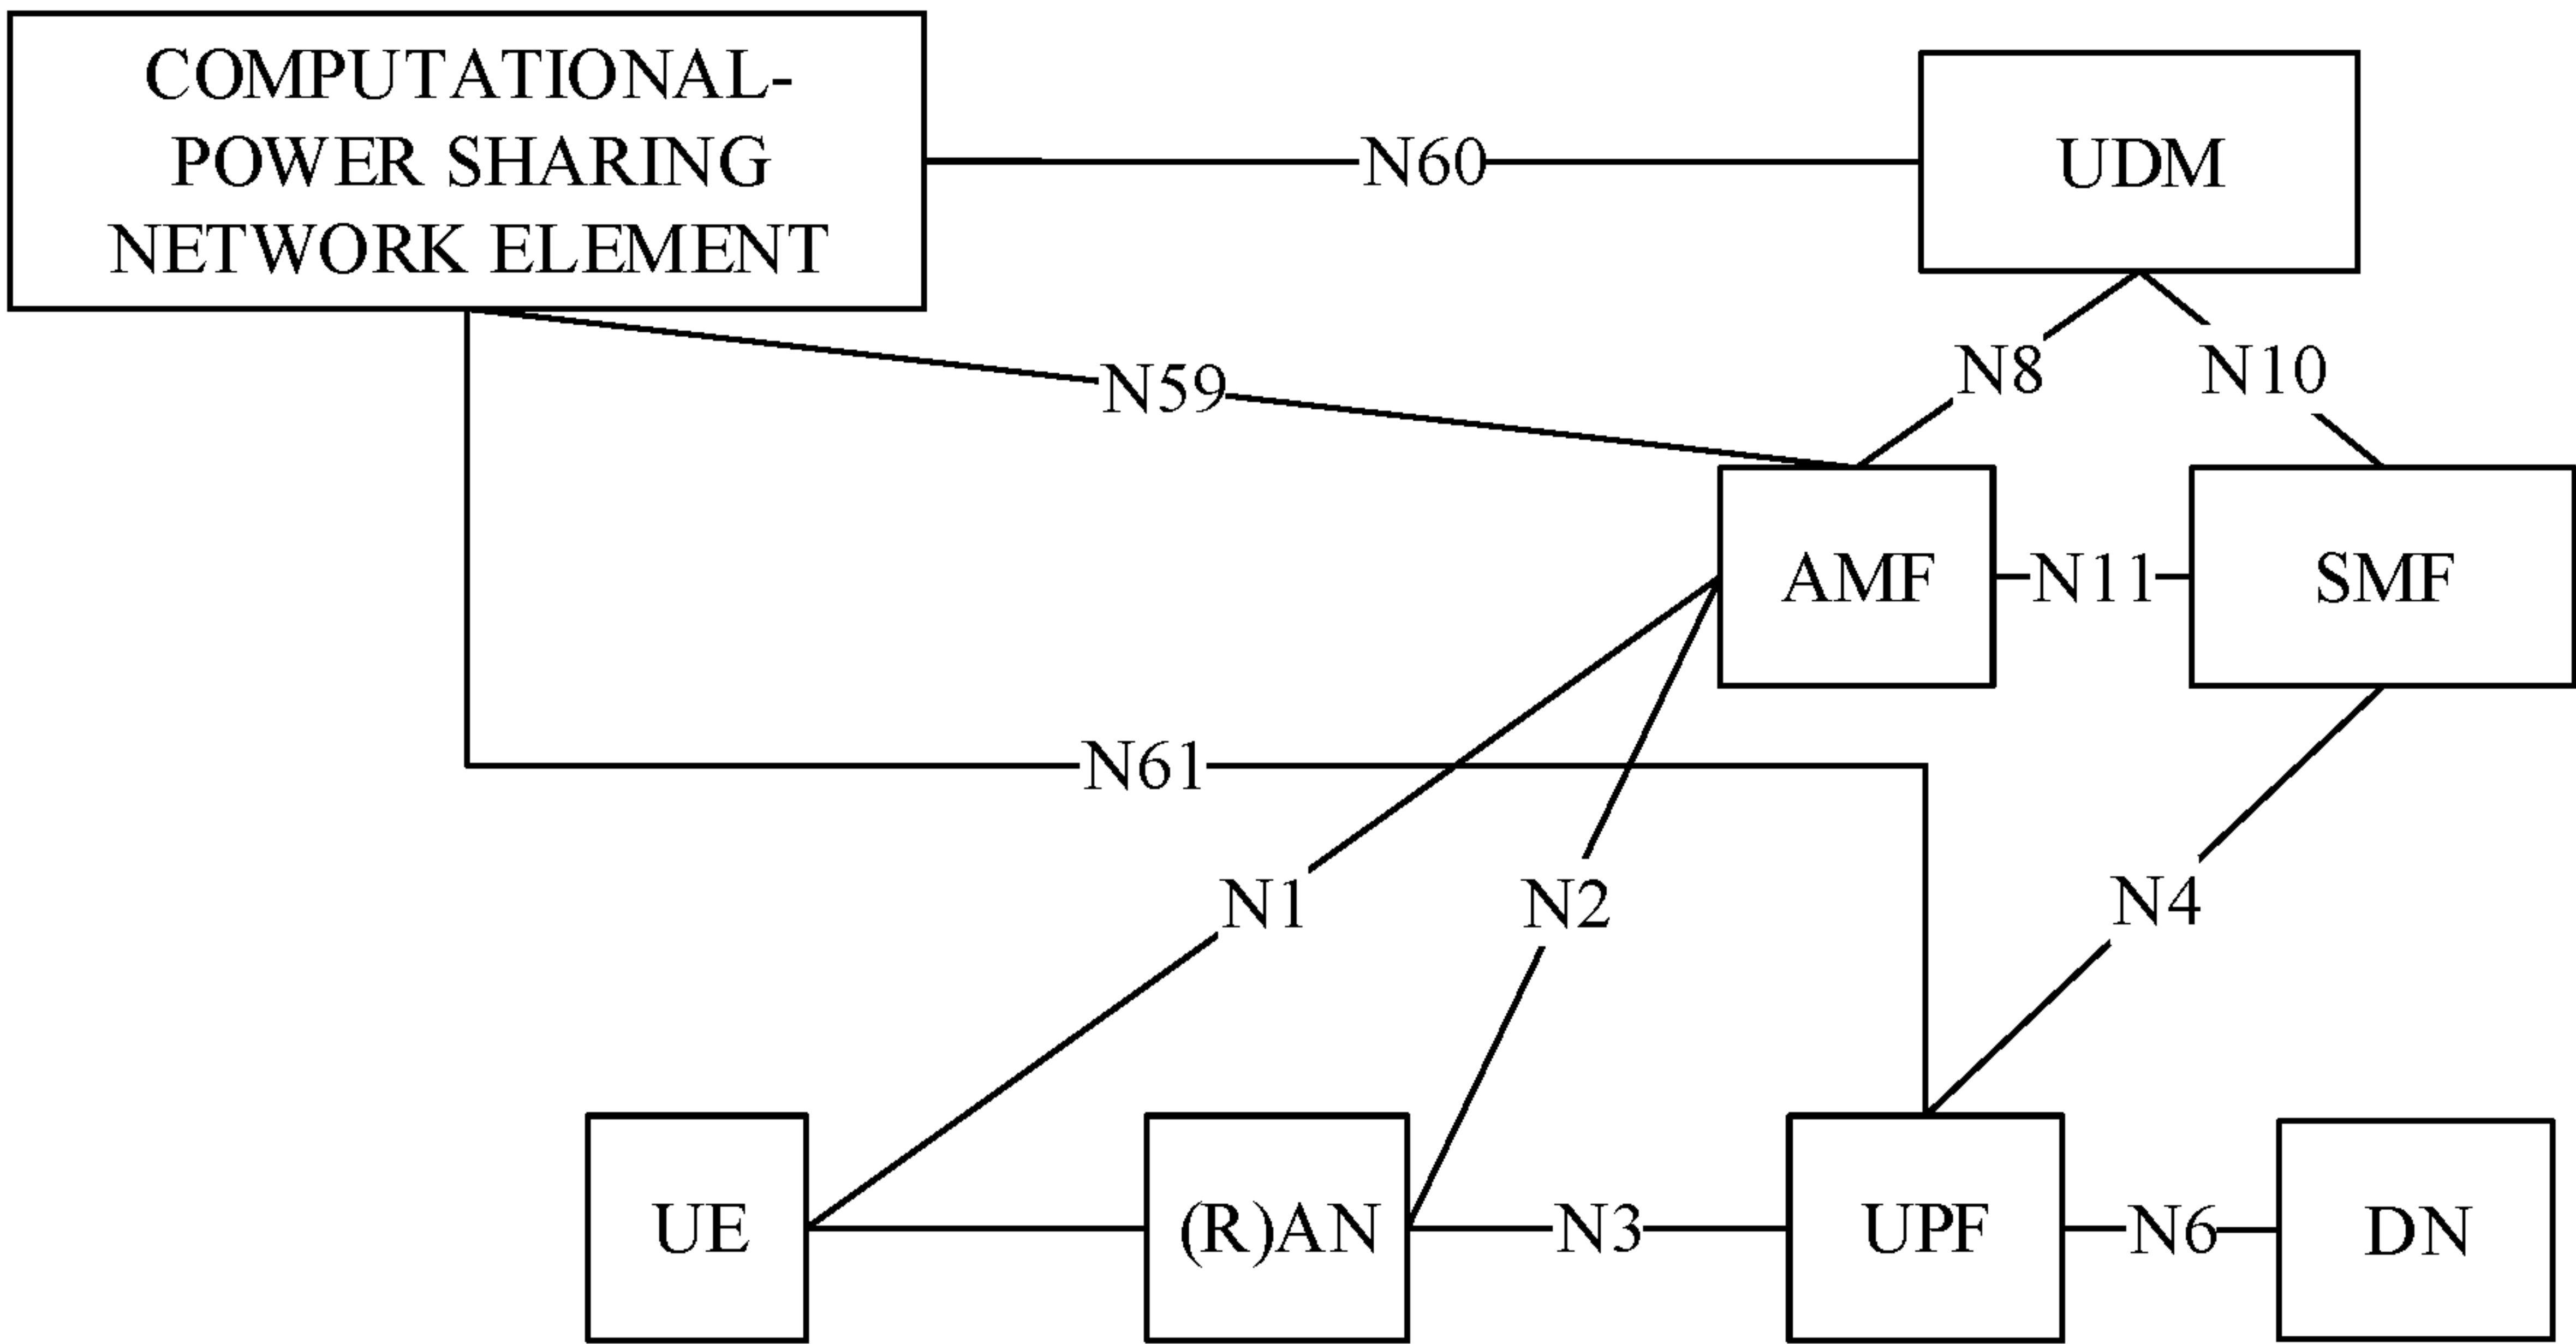 COMPUTATIONAL-
POWER SHARING
NETWORK ELEMENT
N60
UDM
N59
N8
N10
AMF
N11
SMF
N61
N1
N2
N4
UE
(R)AN
N3
UPF
N6
DN